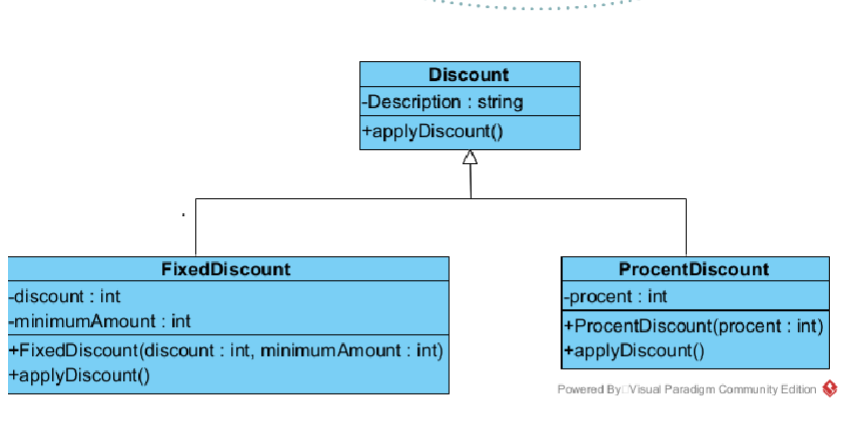 Discount
-Description : string
+applyDiscount()
FixedDiscount
-discount : int
-minimumAmount : int
+FixedDiscount(discount : int, minimumAmount : int)
+applyDiscount()
ProcentDiscount
-procent : int
+ProcentDiscount(procent : int)
+applyDiscount()
Powered By Visual Paradigm Community Edition